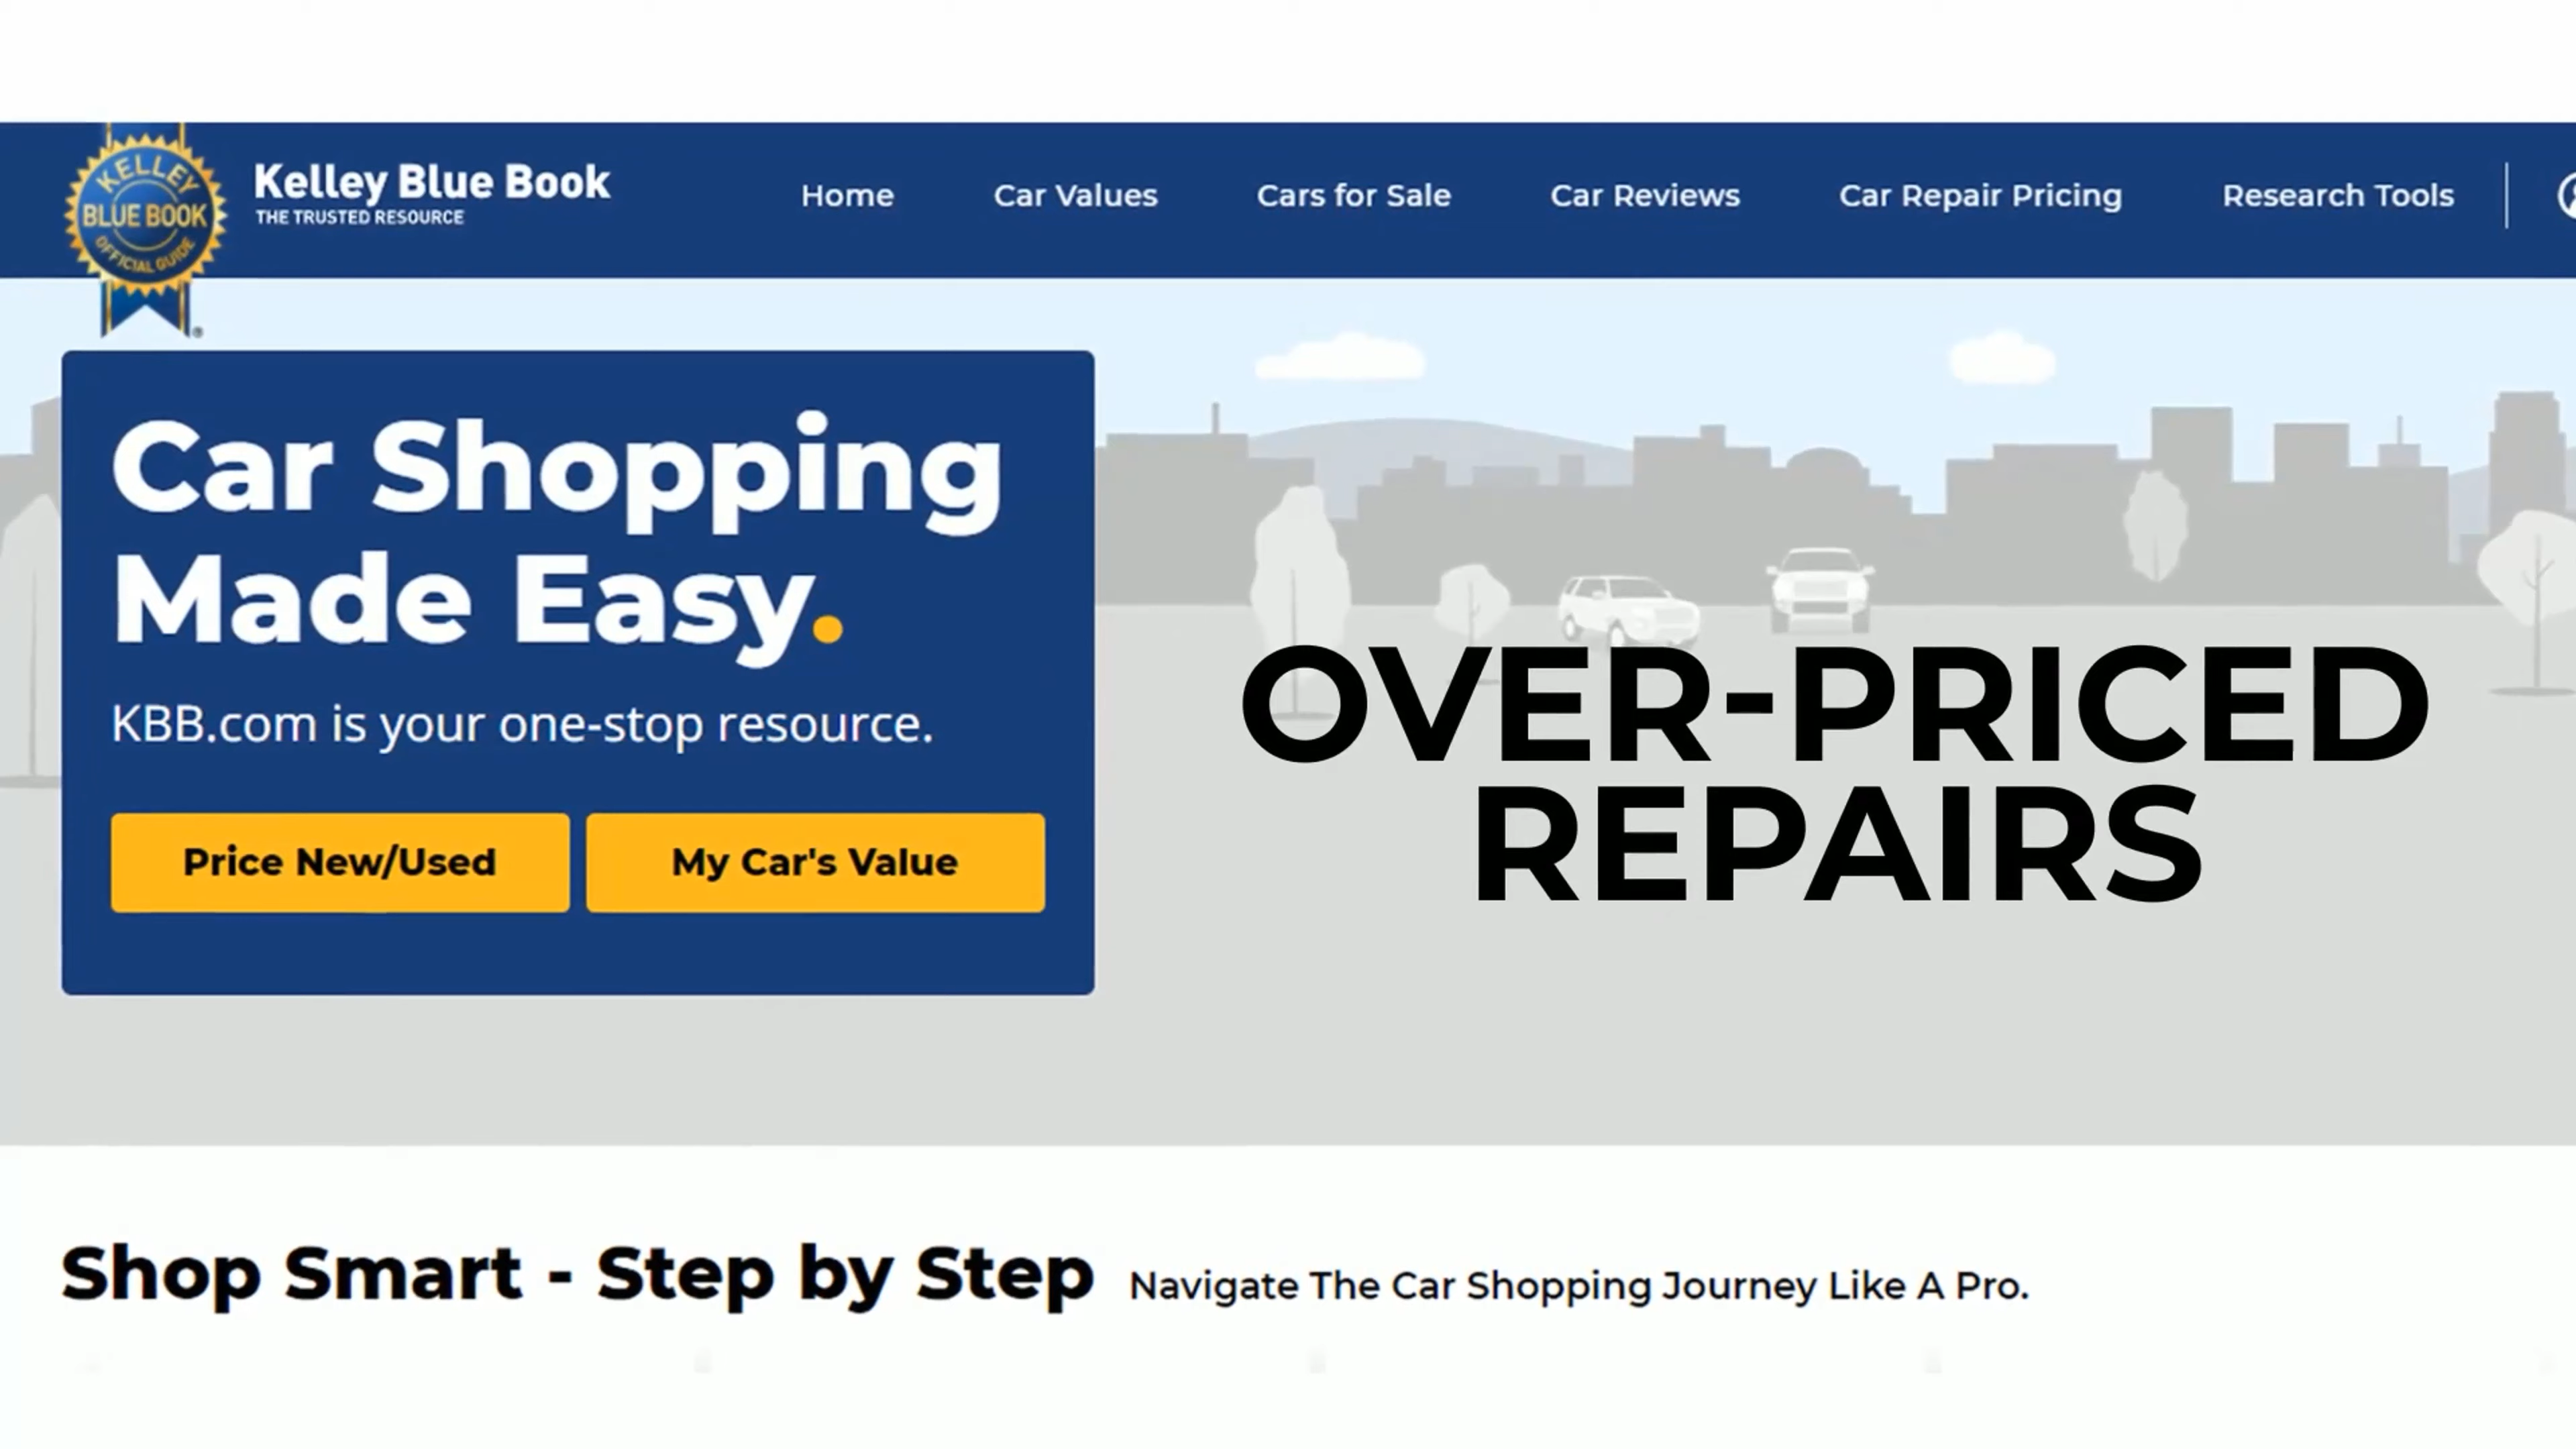 KELLEY
BLUE BOOK
OFFICIAL GUIDE
Kelley Blue Book
THE TRUSTED RESOURCE
Home
Car Values
Cars for Sale
Car Reviews
Car Repair Pricing
Research Tools
Car Shopping
Made Easy.
KBB.com is your one-stop resource.
Price New/Used
My Car's Value
OVER-PRICED
REPAIRS
Shop Smart - Step by Step
Navigate The Car Shopping Journey Like A Pro.